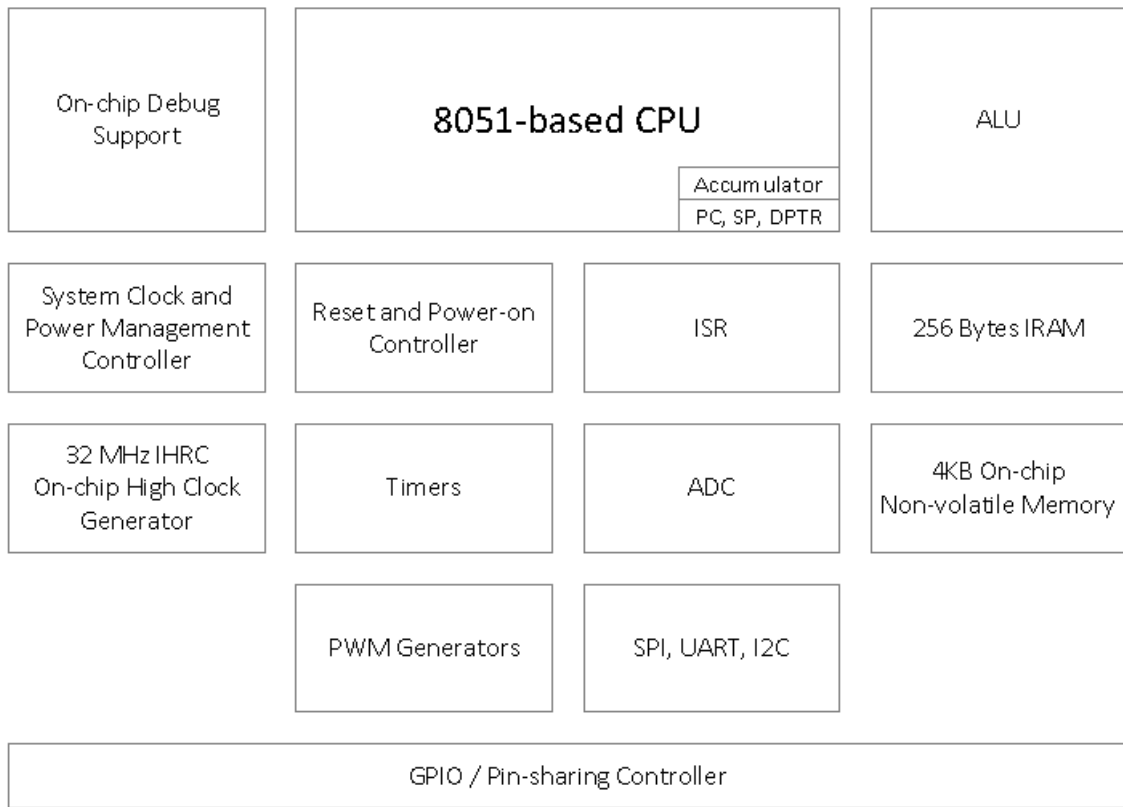 On-chip Debug
Support
8051-based CPU
Accumulator
PC, SP, DPTR
ALU
System Clock and
Power Management
Controller
Reset and Power-on
Controller
ISR
256 Bytes IRAM
32 MHz IHRC
On-chip High Clock
Generator
Timers
ADC
4KB On-chip
Non-volatile Memory
PWM Generators
SPI, UART, I2C
GPIO / Pin-sharing Controller